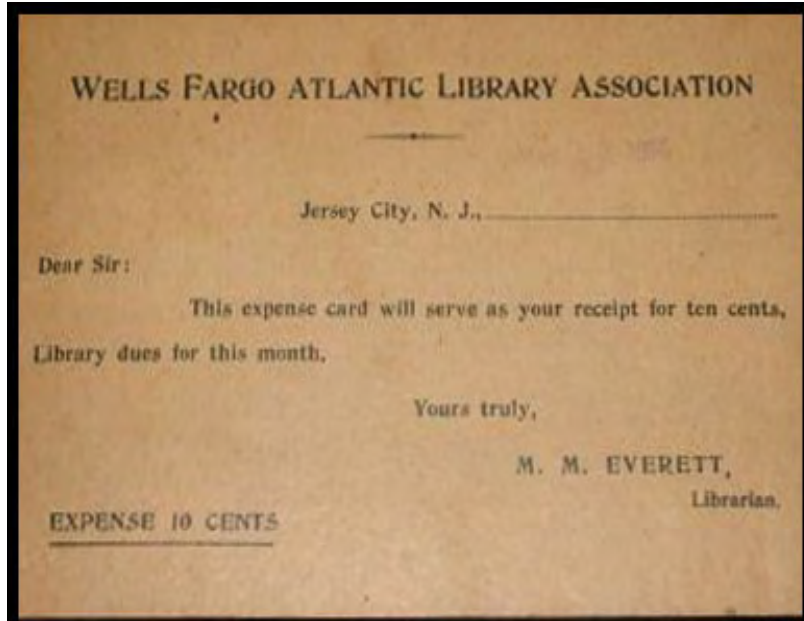 WELLS FARGO ATLANTIC LIBRARY ASSOCIATION
Jersey City, N. J.,
Dear Sir:
This expense card will serve as your receipt for ten cents,
Library dues for this month.
Yours truly,
M. M. EVERETT,
Librarian.
EXPENSE 10 CENTS